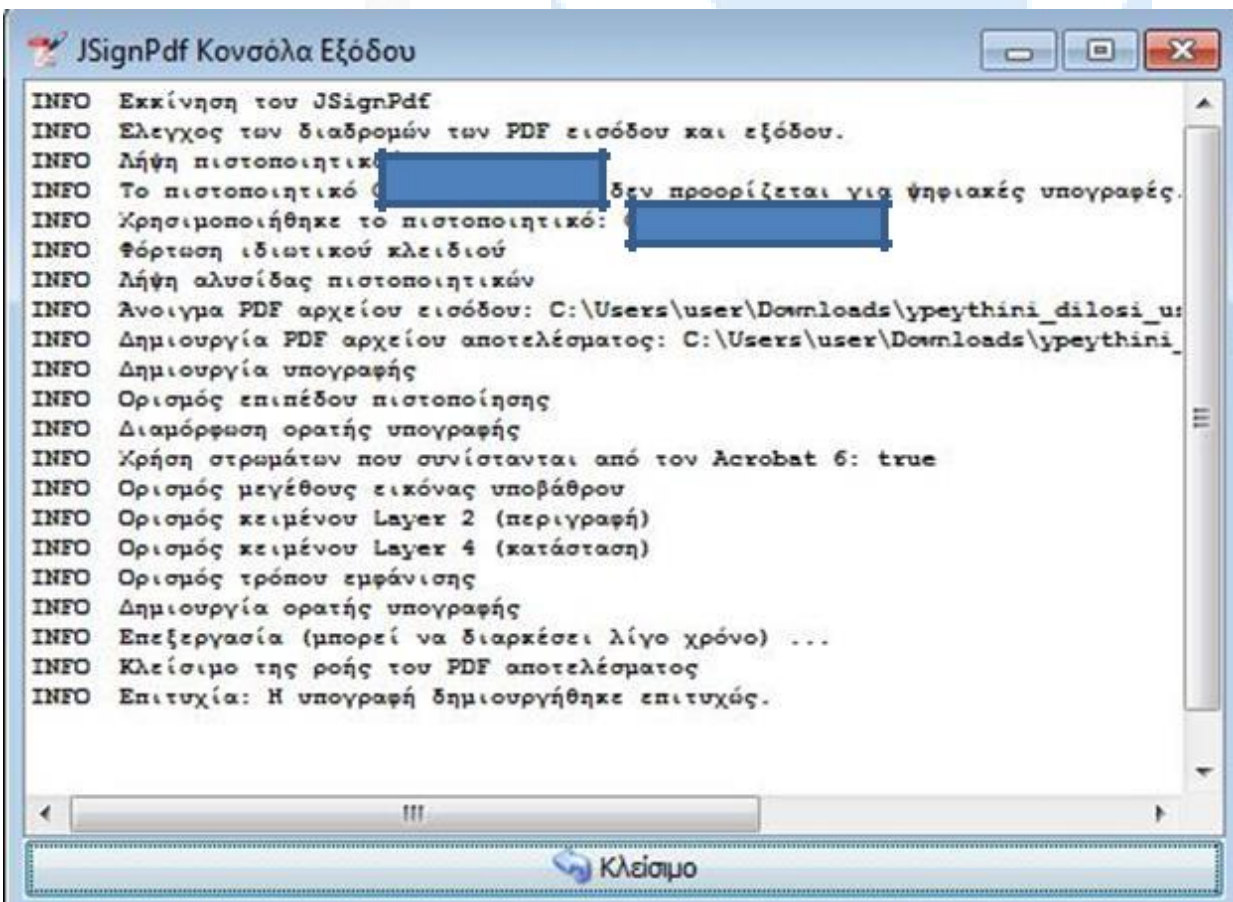 JSignPdf Κονσόλα Εξόδου
INFO Εκκίνηση του JSignPdf
INFO Έλεγχος των διαδρομών των PDF εισόδου και εξόδου.
INFO Λήψη
INFO Το πιστοποιητικό δεν προορίζεται για ψηφιακές υπογραφές.
INFO Χρησιμοποιήθηκε το πιστοποιητικό:
INFO Φόρτωση ιδιωτικού κλειδιού
INFO Λήψη αλυσίδας πιστοποιητικών
INFO Άνοιγμα PDF αρχείου εισόδου: C:\Users\user\Downloads\ypeythini_dilosi_u
INFO Δημιουργία PDF αρχείου αποτελέσματος: C:\Users\user\Downloads\ypeythini_
INFO Δημιουργία υπογραφής
INFO Ορισμός επιπέδου πιστοποίησης
INFO Διαμόρφωση ορατής υπογραφής
INFO Χρήση στρωμάτων που συνίστανται από τον Acrobat 6: true
INFO Ορισμός μεγέθους εικόνας υποβάθρου
INFO Ορισμός κειμένου Layer 2 (περιγραφή)
INFO Ορισμός κειμένου Layer 4 (κατάσταση)
INFO Ορισμός τρόπου εμφάνισης
INFO Δημιουργία ορατής υπογραφής
INFO Επεξεργασία (μπορεί να διαρκέσει λίγο χρόνο) ...
INFO Κλείσιμο της ροής του PDF αποτελέσματος
INFO Επιτυχία: Η υπογραφή δημιουργήθηκε επιτυχώς.
Κλείσιμο